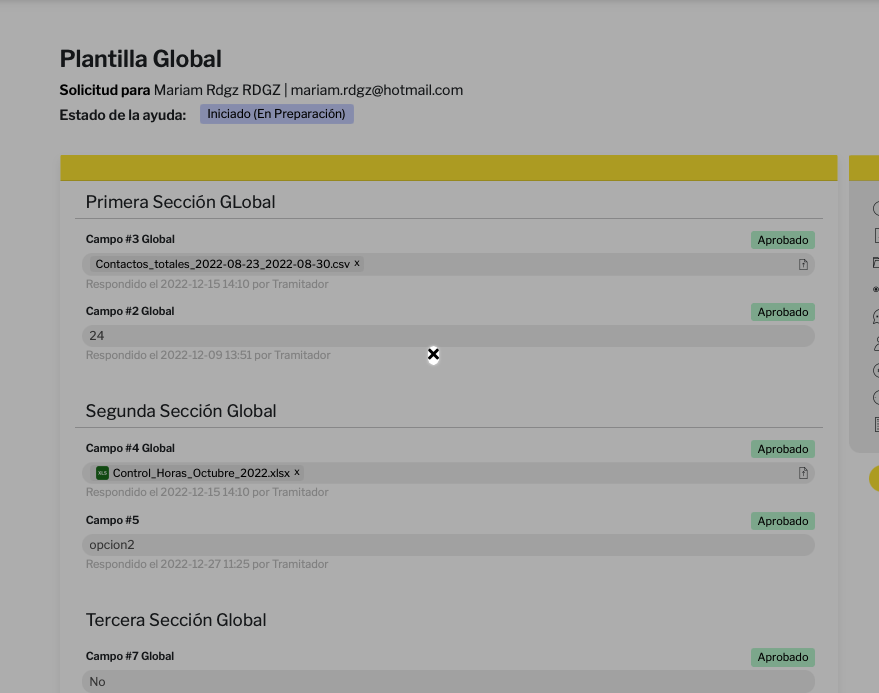 Plantilla Global
Solicitud para Mariam Rdgz RDGZ | mariam.rdgz@hotmail.com
Estado de la ayuda: Iniciado (En Preparación)
Primera Sección GLobal
Campo #3 Global Aprobado
Contactos_totales_2022-08-23_2022-08-30.csv x
Respondido el 2022-12-15 14:10 por Tramitador
Campo #2 Global Aprobado
24
Respondido el 2022-12-09 13:51 por Tramitador
Segunda Sección Global
Campo #4 Global Aprobado
XLS Control_Horas_Octubre_2022.xlsx x
Respondido el 2022-12-15 14:10 por Tramitador
Campo #5 Aprobado
opcion2
Respondido el 2022-12-27 11:25 por Tramitador
Tercera Sección Global
Campo #7 Global Aprobado
No